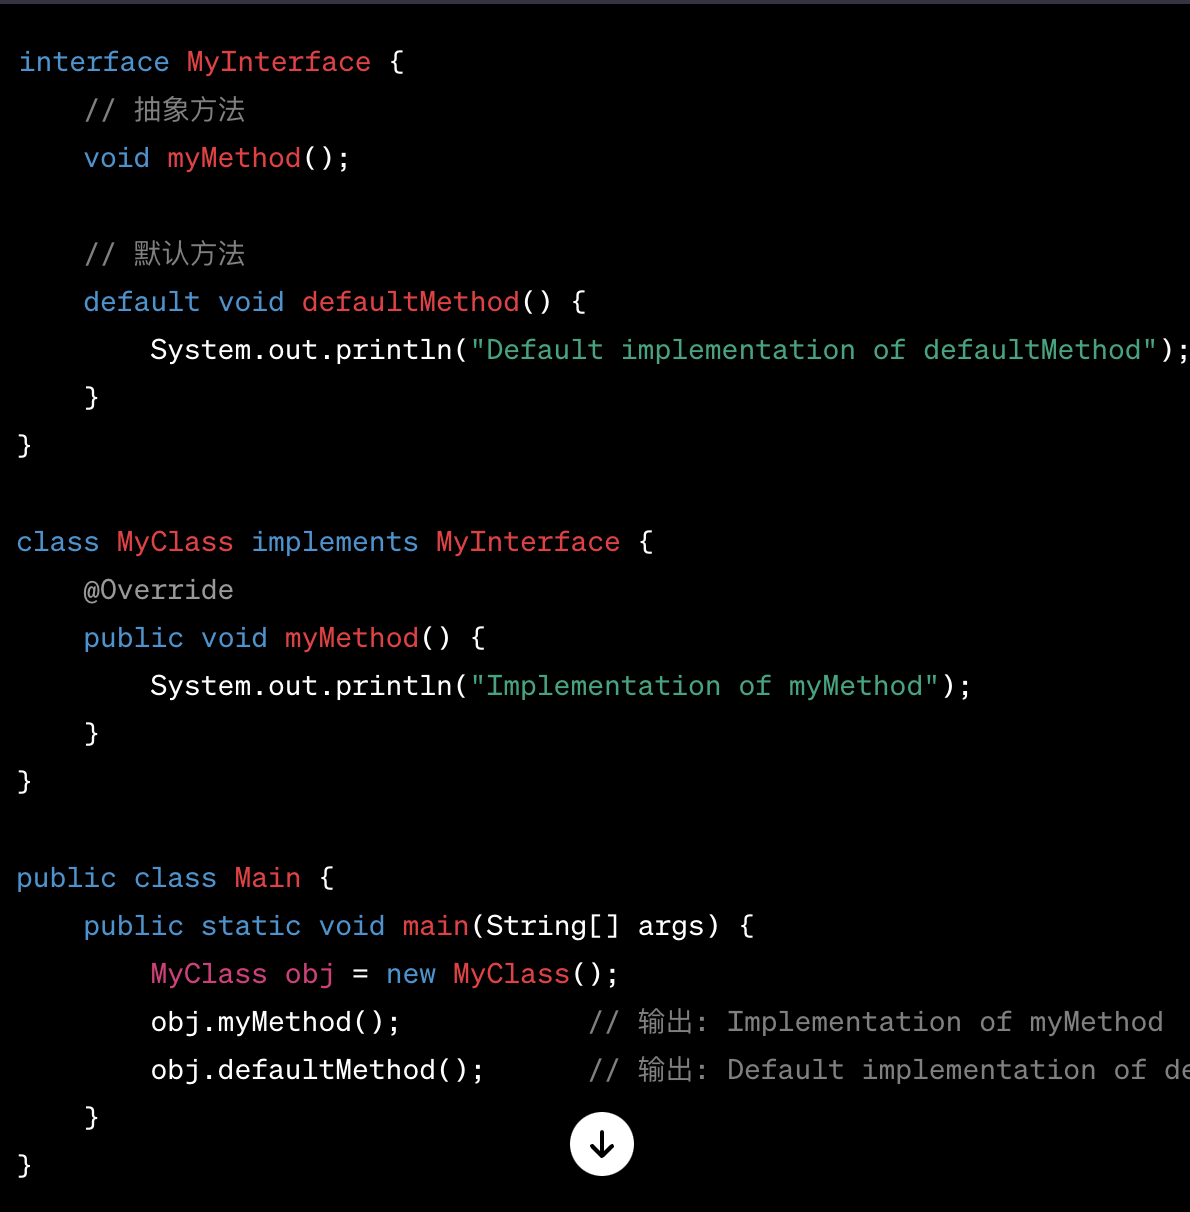 interface MyInterface {
    // 抽象方法
    void myMethod();

    // 默认方法
    default void defaultMethod() {
        System.out.println("Default implementation of defaultMethod");
    }
}

class MyClass implements MyInterface {
    @Override
    public void myMethod() {
        System.out.println("Implementation of myMethod");
    }
}

public class Main {
    public static void main(String[] args) {
        MyClass obj = new MyClass();
        obj.myMethod();           // 输出: Implementation of myMethod
        obj.defaultMethod();      // 输出: Default implementation of de
    }
}